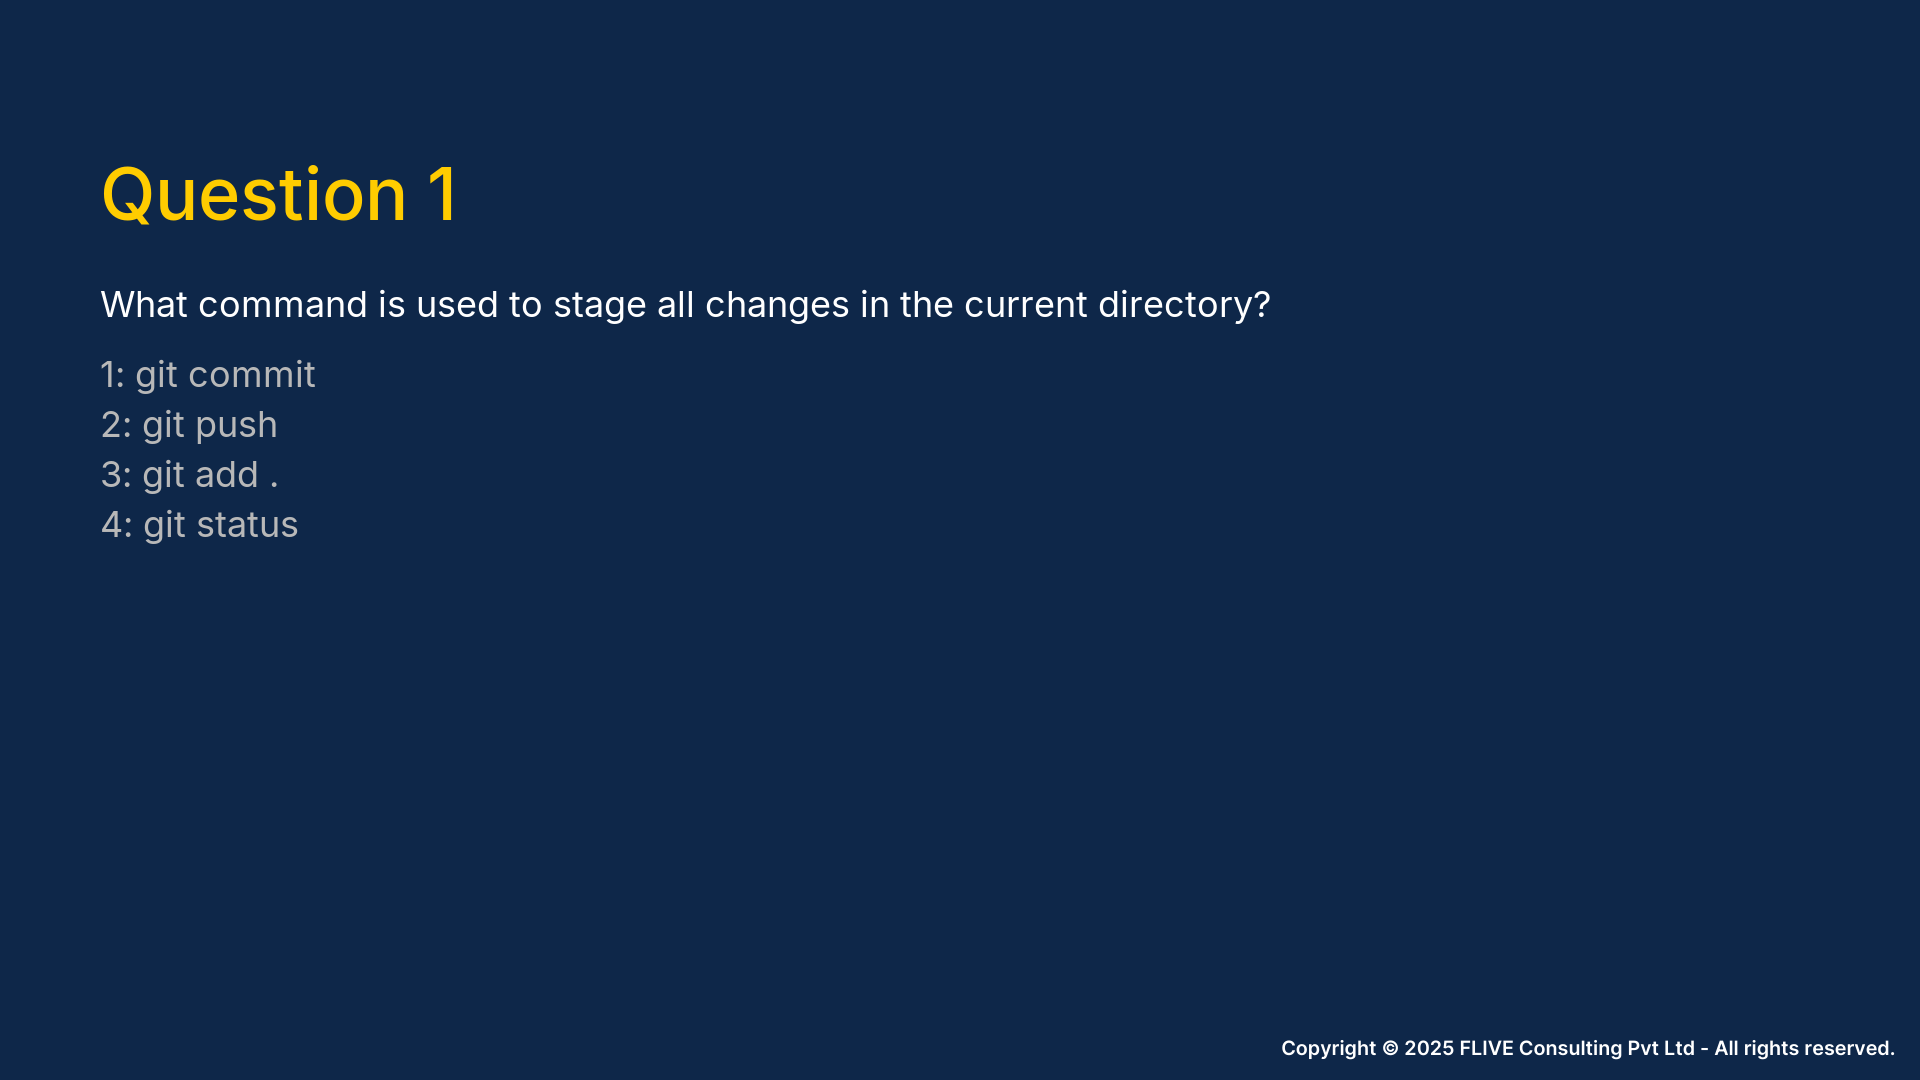 Question 1
What command is used to stage all changes in the current directory?
1: git commit
2: git push
3: git add .
4: git status
Copyright © 2025 FLIVE Consulting Pvt Ltd - All rights reserved.